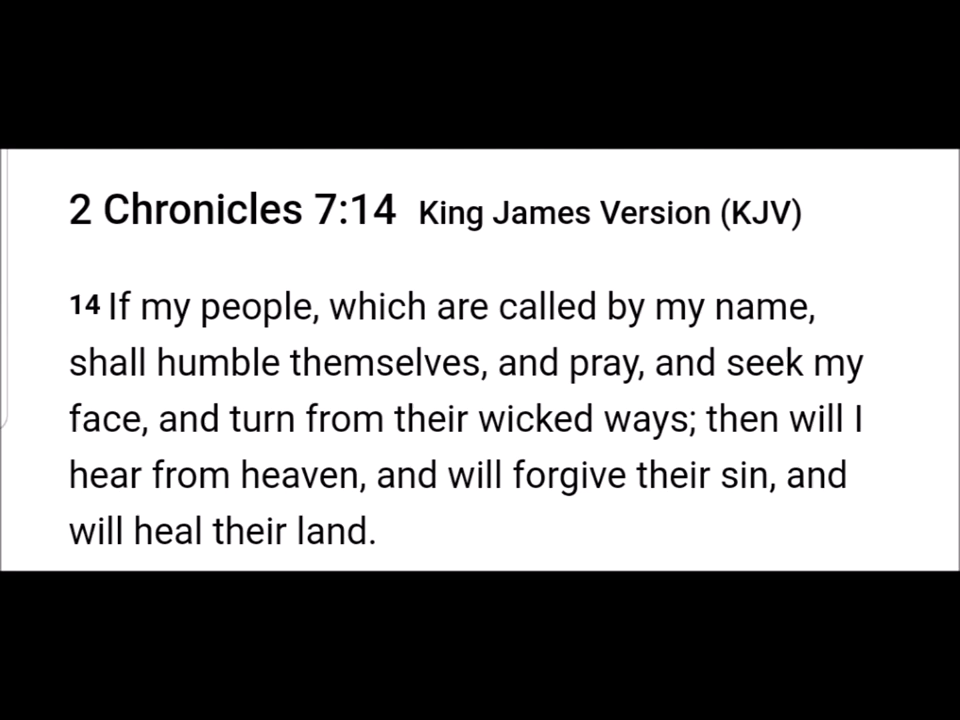 2 Chronicles 7:14 King James Version (KJV)
14 If my people, which are called by my name,
shall humble themselves, and pray, and seek my
face, and turn from their wicked ways; then will I
hear from heaven, and will forgive their sin, and
will heal their land.